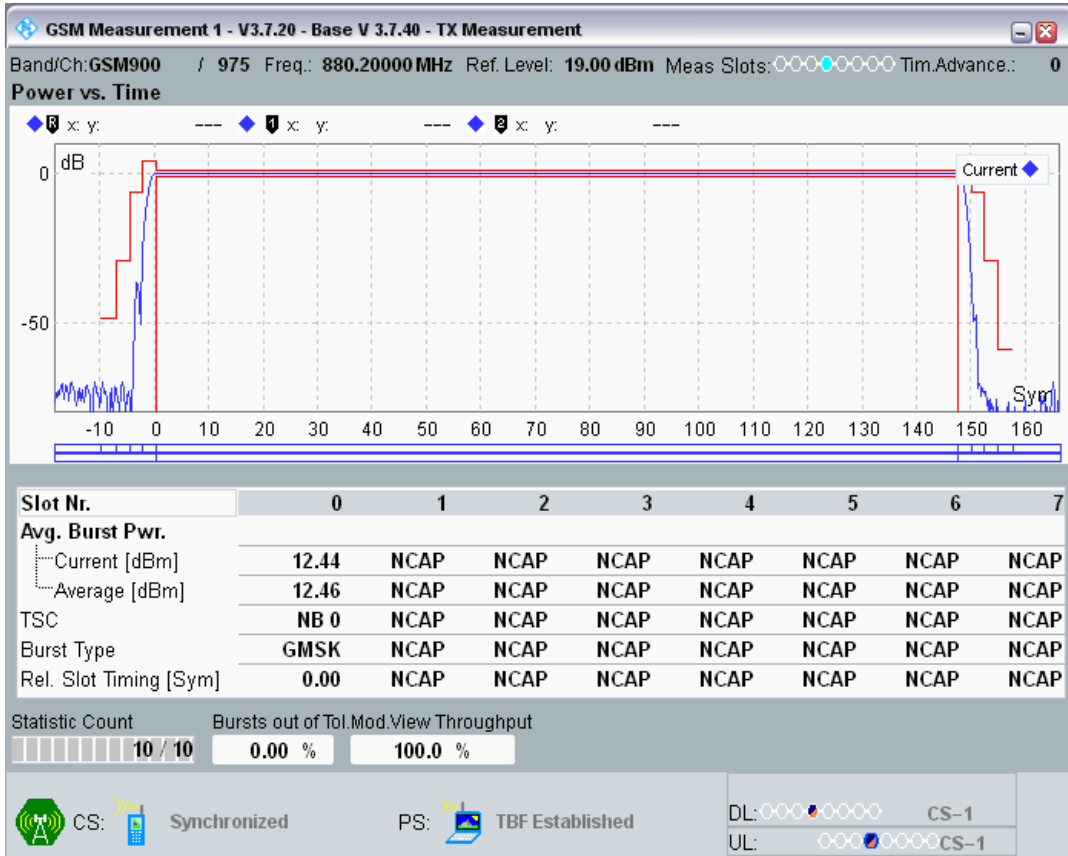 GSM Measurement 1 - V3.7.20 - Base V 3.7.40 - TX Measurement
Band/Ch:GSM900 / 975 Freq.: 880.20000 MHz Ref. Level: 19.00 dBm Meas Slots: Tim.Advance.: 0
Power vs. Time
R x: y: --- 1 x: y: --- 2 x: y: ---
dB
Current
0
-50
Sym
-10 0 10 20 30 40 50 60 70 80 90 100 110 120 130 140 150 160
Slot Nr. 0 1 2 3 4 5 6 7
Avg. Burst Pwr.
Current [dBm] 12.44 NCAP NCAP NCAP NCAP NCAP NCAP NCAP
Average [dBm] 12.46 NCAP NCAP NCAP NCAP NCAP NCAP NCAP
TSC NB 0 NCAP NCAP NCAP NCAP NCAP NCAP NCAP
Burst Type GMSK NCAP NCAP NCAP NCAP NCAP NCAP NCAP
Rel. Slot Timing [Sym] 0.00 NCAP NCAP NCAP NCAP NCAP NCAP NCAP
Statistic Count Bursts out of Tol.Mod.View Throughput
10 / 10 0.00 % 100.0 %
CS: Synchronized PS: TBF Established
DL: CS-1
UL: CS-1